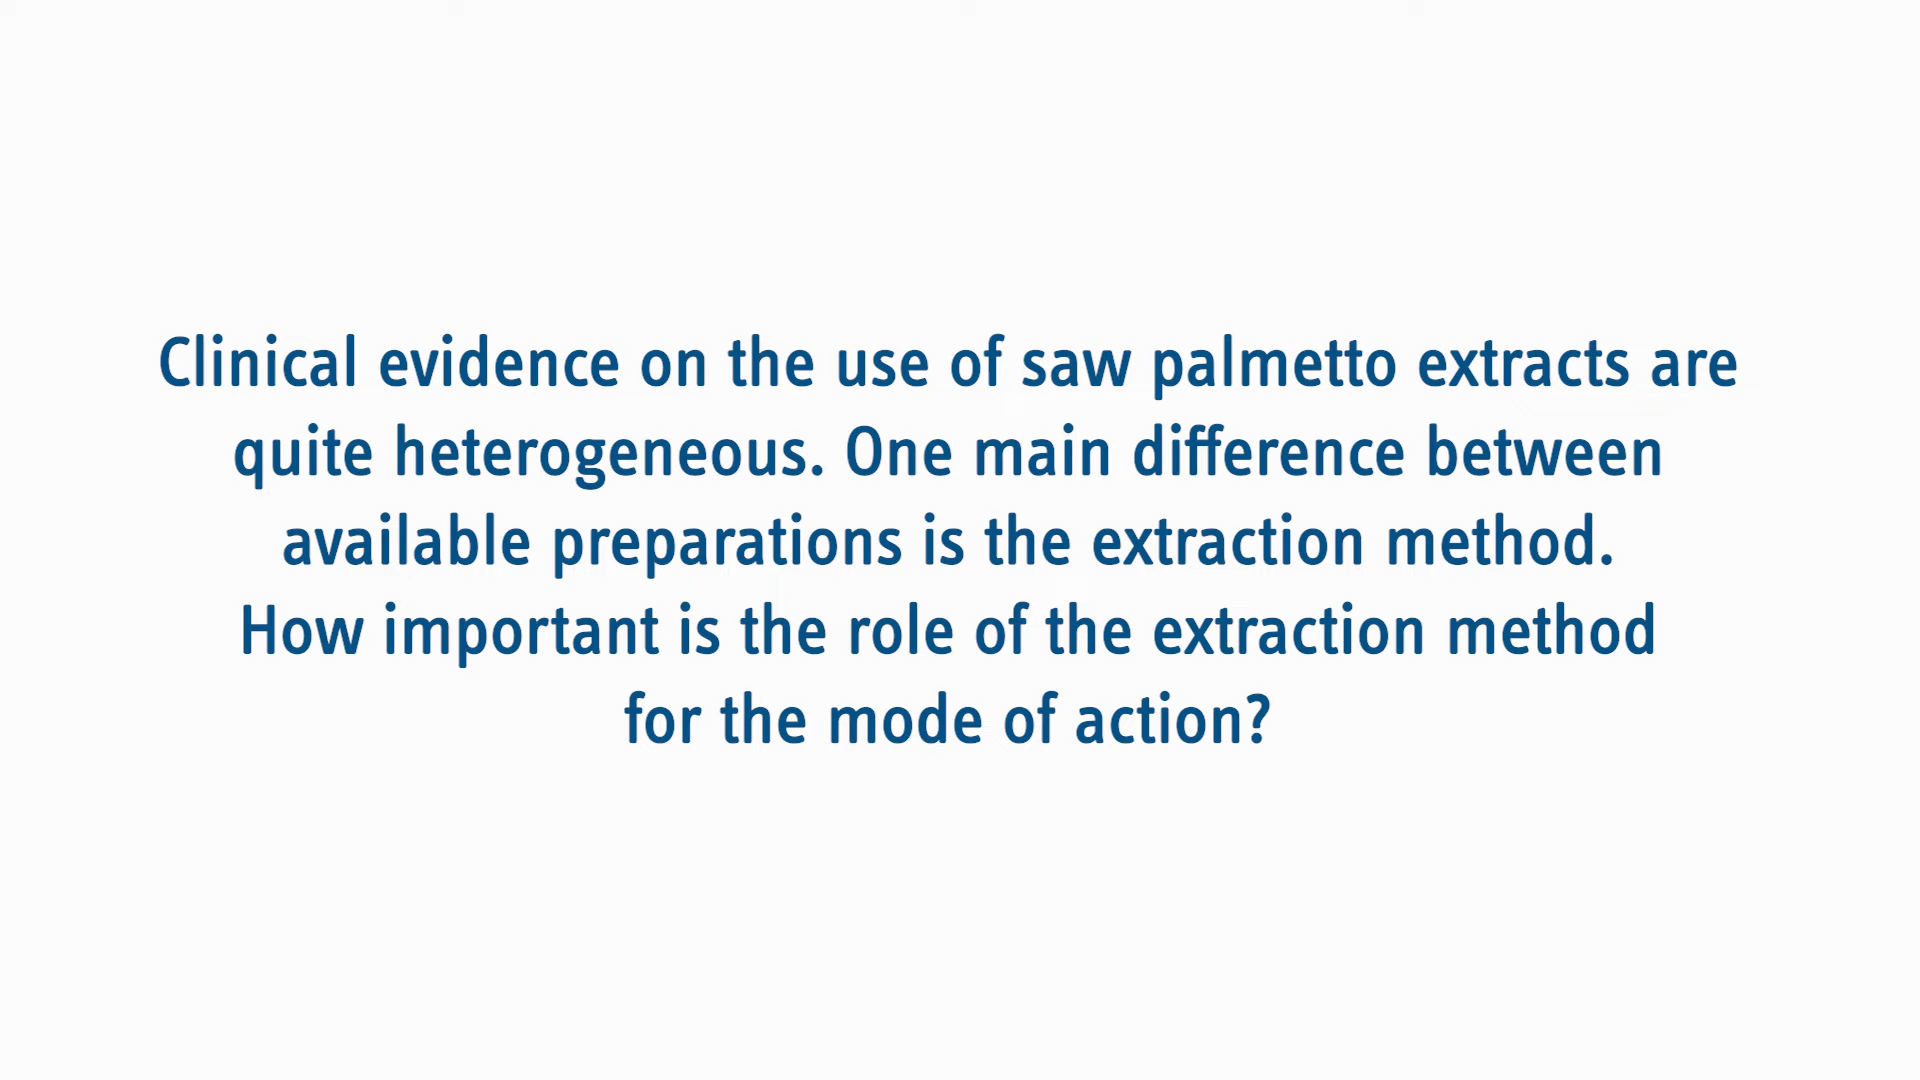 Clinical evidence on the use of saw palmetto extracts are
quite heterogeneous. One main difference between
available preparations is the extraction method.
How important is the role of the extraction method
for the mode of action?